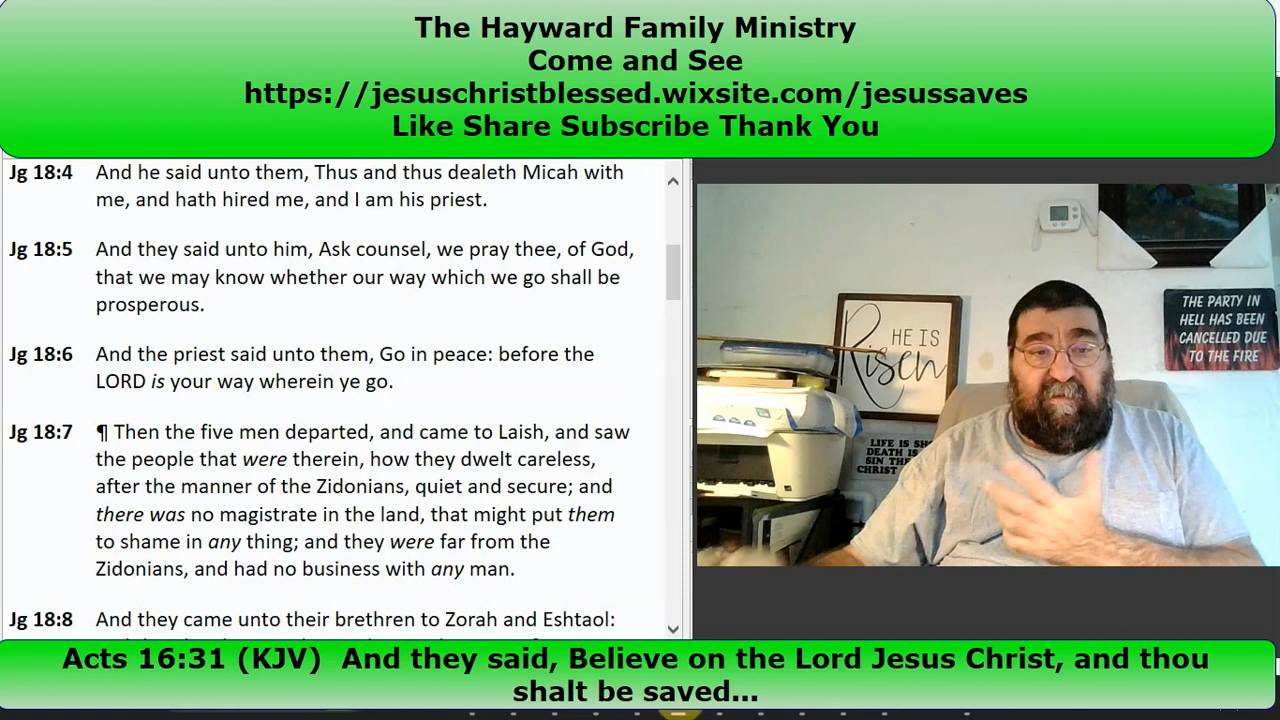 The Hayward Family Ministry
Come and See
https://jesuschristblessed.wixsite.com/jesussaves
Like Share Subscribe Thank You
Jg 18:4 And he said unto them, Thus and thus dealeth Micah with
me, and hath hired me, and I am his priest.
Jg 18:5 And they said unto him, Ask counsel, we pray thee, of God,
that we may know whether our way which we go shall be
prosperous.
Jg 18:6 And the priest said unto them, Go in peace: before the
LORD is your way wherein ye go.
Jg 18:7 ¶ Then the five men departed, and came to Laish, and saw
the people that were therein, how they dwelt careless,
after the manner of the Zidonians, quiet and secure; and
there was no magistrate in the land, that might put them
to shame in any thing; and they were far from the
Zidonians, and had no business with any man.
Jg 18:8 And they came unto their brethren to Zorah and Eshtaol:
HE IS
Risen
THE PARTY IN
HELL HAS BEEN
CANCELLED DUE
TO THE FIRE
LIFE IS
DEATH IS
SIN
CHRIST
Acts 16:31 (KJV) And they said, Believe on the Lord Jesus Christ, and thou
shalt be saved...